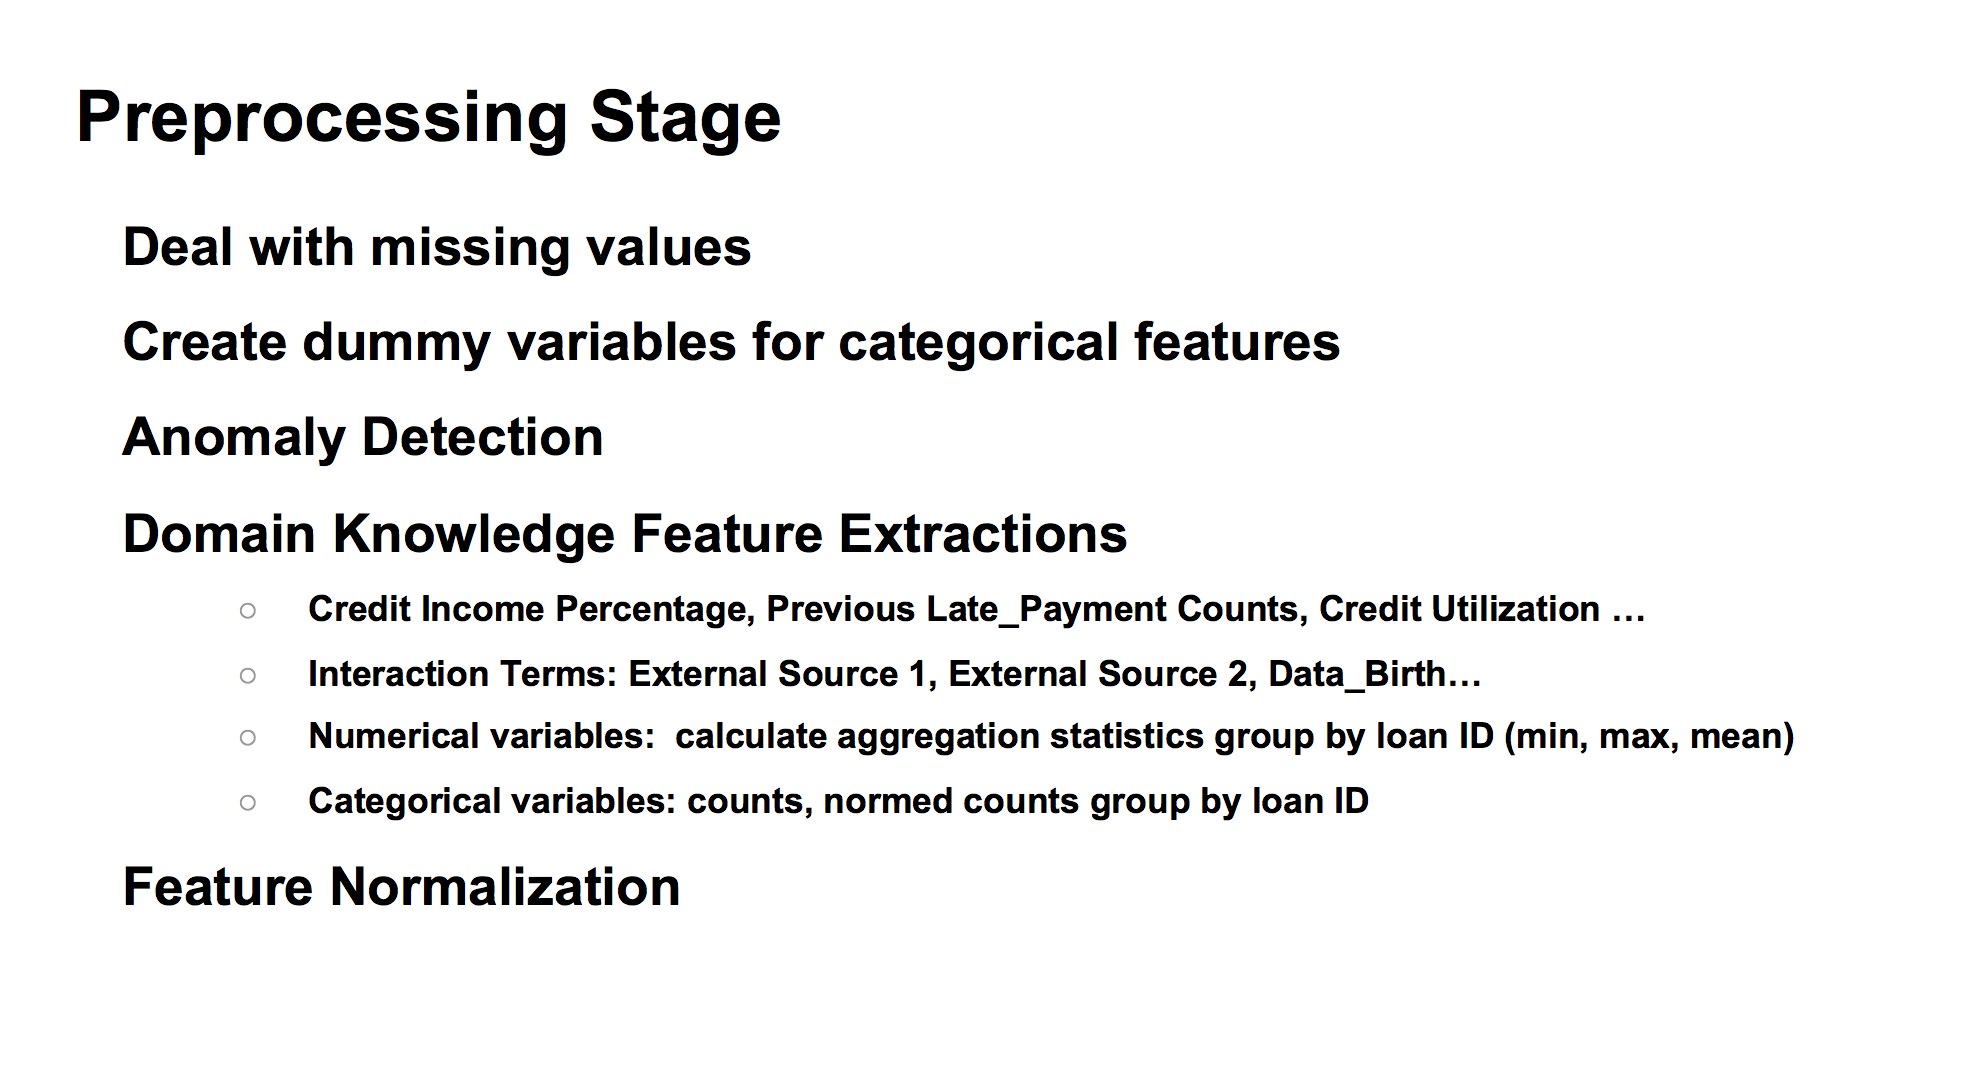 Preprocessing Stage
Deal with missing values
Create dummy variables for categorical features
Anomaly Detection
Domain Knowledge Feature Extractions
○ Credit Income Percentage, Previous Late_Payment Counts, Credit Utilization …
○ Interaction Terms: External Source 1, External Source 2, Data_Birth…
○ Numerical variables:  calculate aggregation statistics group by loan ID (min, max, mean)
○ Categorical variables: counts, normed counts group by loan ID
Feature Normalization